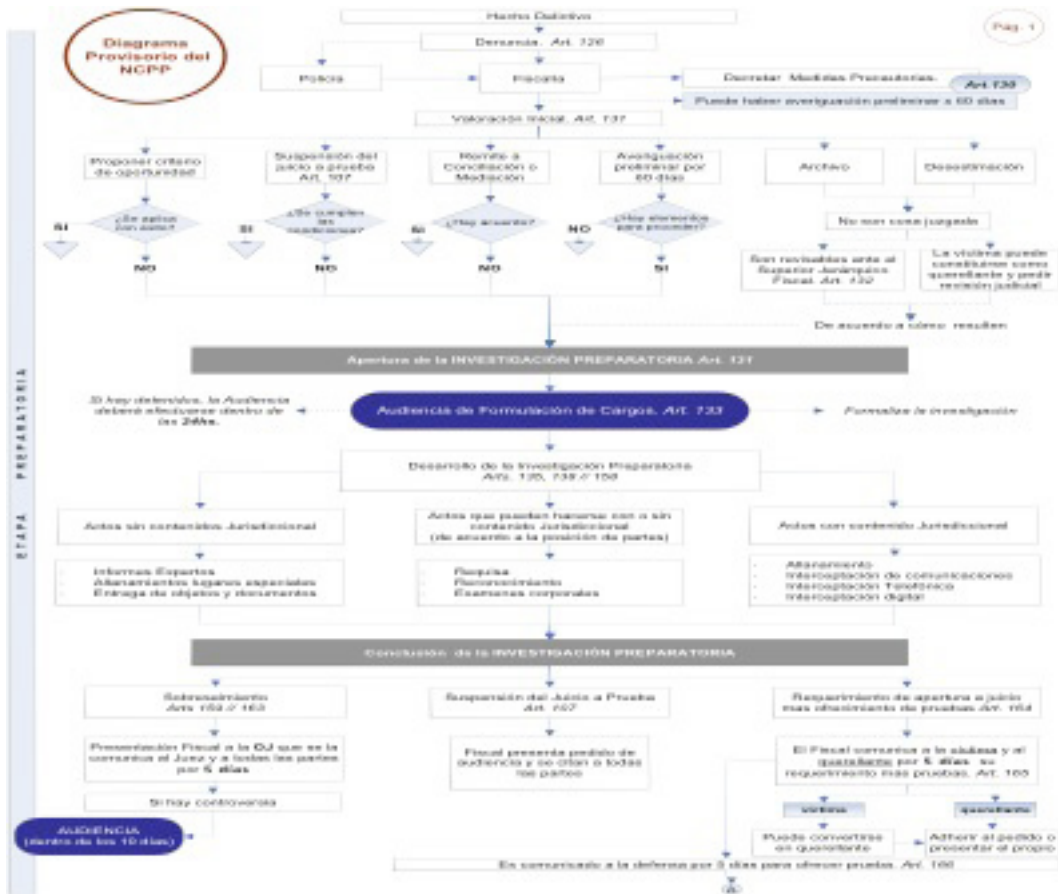 Diagrama
Provisorio del
NCPP
Pág. 1
Hecho Delictivo
Denuncia. Art. 126
Policía
Fiscalía
Decretar Medidas Precautorias.
Art.130
Puede haber averiguación preliminar x 60 días
Valoración Inicial. Art. 131
Proponer criterio
de oportunidad
Suspensión del
juicio a prueba
Art. 107
Remite a
Conciliación o
Mediación
Averiguación
preliminar por
60 días
Archivo
Desestimación
¿Se aplica
con éxito?
¿Se cumplen
las
condiciones?
¿Hay acuerdo?
¿Hay elementos
para proceder?
SI
SI
SI
NO
NO
NO
NO
SI
No son cosa juzgada
Son revisables ante el
Superior Jerárquico
Fiscal. Art. 132
La víctima puede
constituirse como
querellante y pedir
revisión judicial
De acuerdo a cómo resulten
Apertura de la INVESTIGACIÓN PREPARATORIA Art. 131
Si hay detenidos, la Audiencia
deberá efectuarse dentro de
las 24hs.
Audiencia de Formulación de Cargos. Art. 133
Formaliza la investigación
ETAPA PREPARATORIA
Desarrollo de la Investigación Preparatoria
Arts. 135,
Actos sin contenidos Jurisdiccional
Actos que pueden hacerse con o sin
contenido Jurisdiccional
(de acuerdo a la posición de partes)
Actos con contenido Jurisdiccional
- Informes Expertos
- Allanamientos lugares especiales
- Entrega de objetos y documentos
- Requisa
- Reconocimiento
- Exámenes corporales
- Allanamiento
- Interceptación de comunicaciones
- Interceptación Telefónica
- Interceptación digital
Conclusión de la INVESTIGACIÓN PREPARATORIA
Sobreseimiento
Arts 159 // 163
Suspensión del Juicio a Prueba
Art. 107
Requerimiento de apertura a juicio
mas ofrecimiento de pruebas Art. 164
Presentación Fiscal a la OJ que se la
comunica al Juez y a todas las partes
por 5 días
Fiscal presenta pedido de
audiencia y se citan a todas
las partes
El Fiscal comunica a la víctima y al
querellante por 5 días su
requerimiento mas pruebas. Art. 165
Si hay controversia
víctima
querellante
AUDIENCIA
(dentro de los 10 días)
Puede convertirse
en querellante
Adherir al pedido o
presentar el propio
Es comunicado a la defensa por 5 días para ofrecer prueba. Art. 166